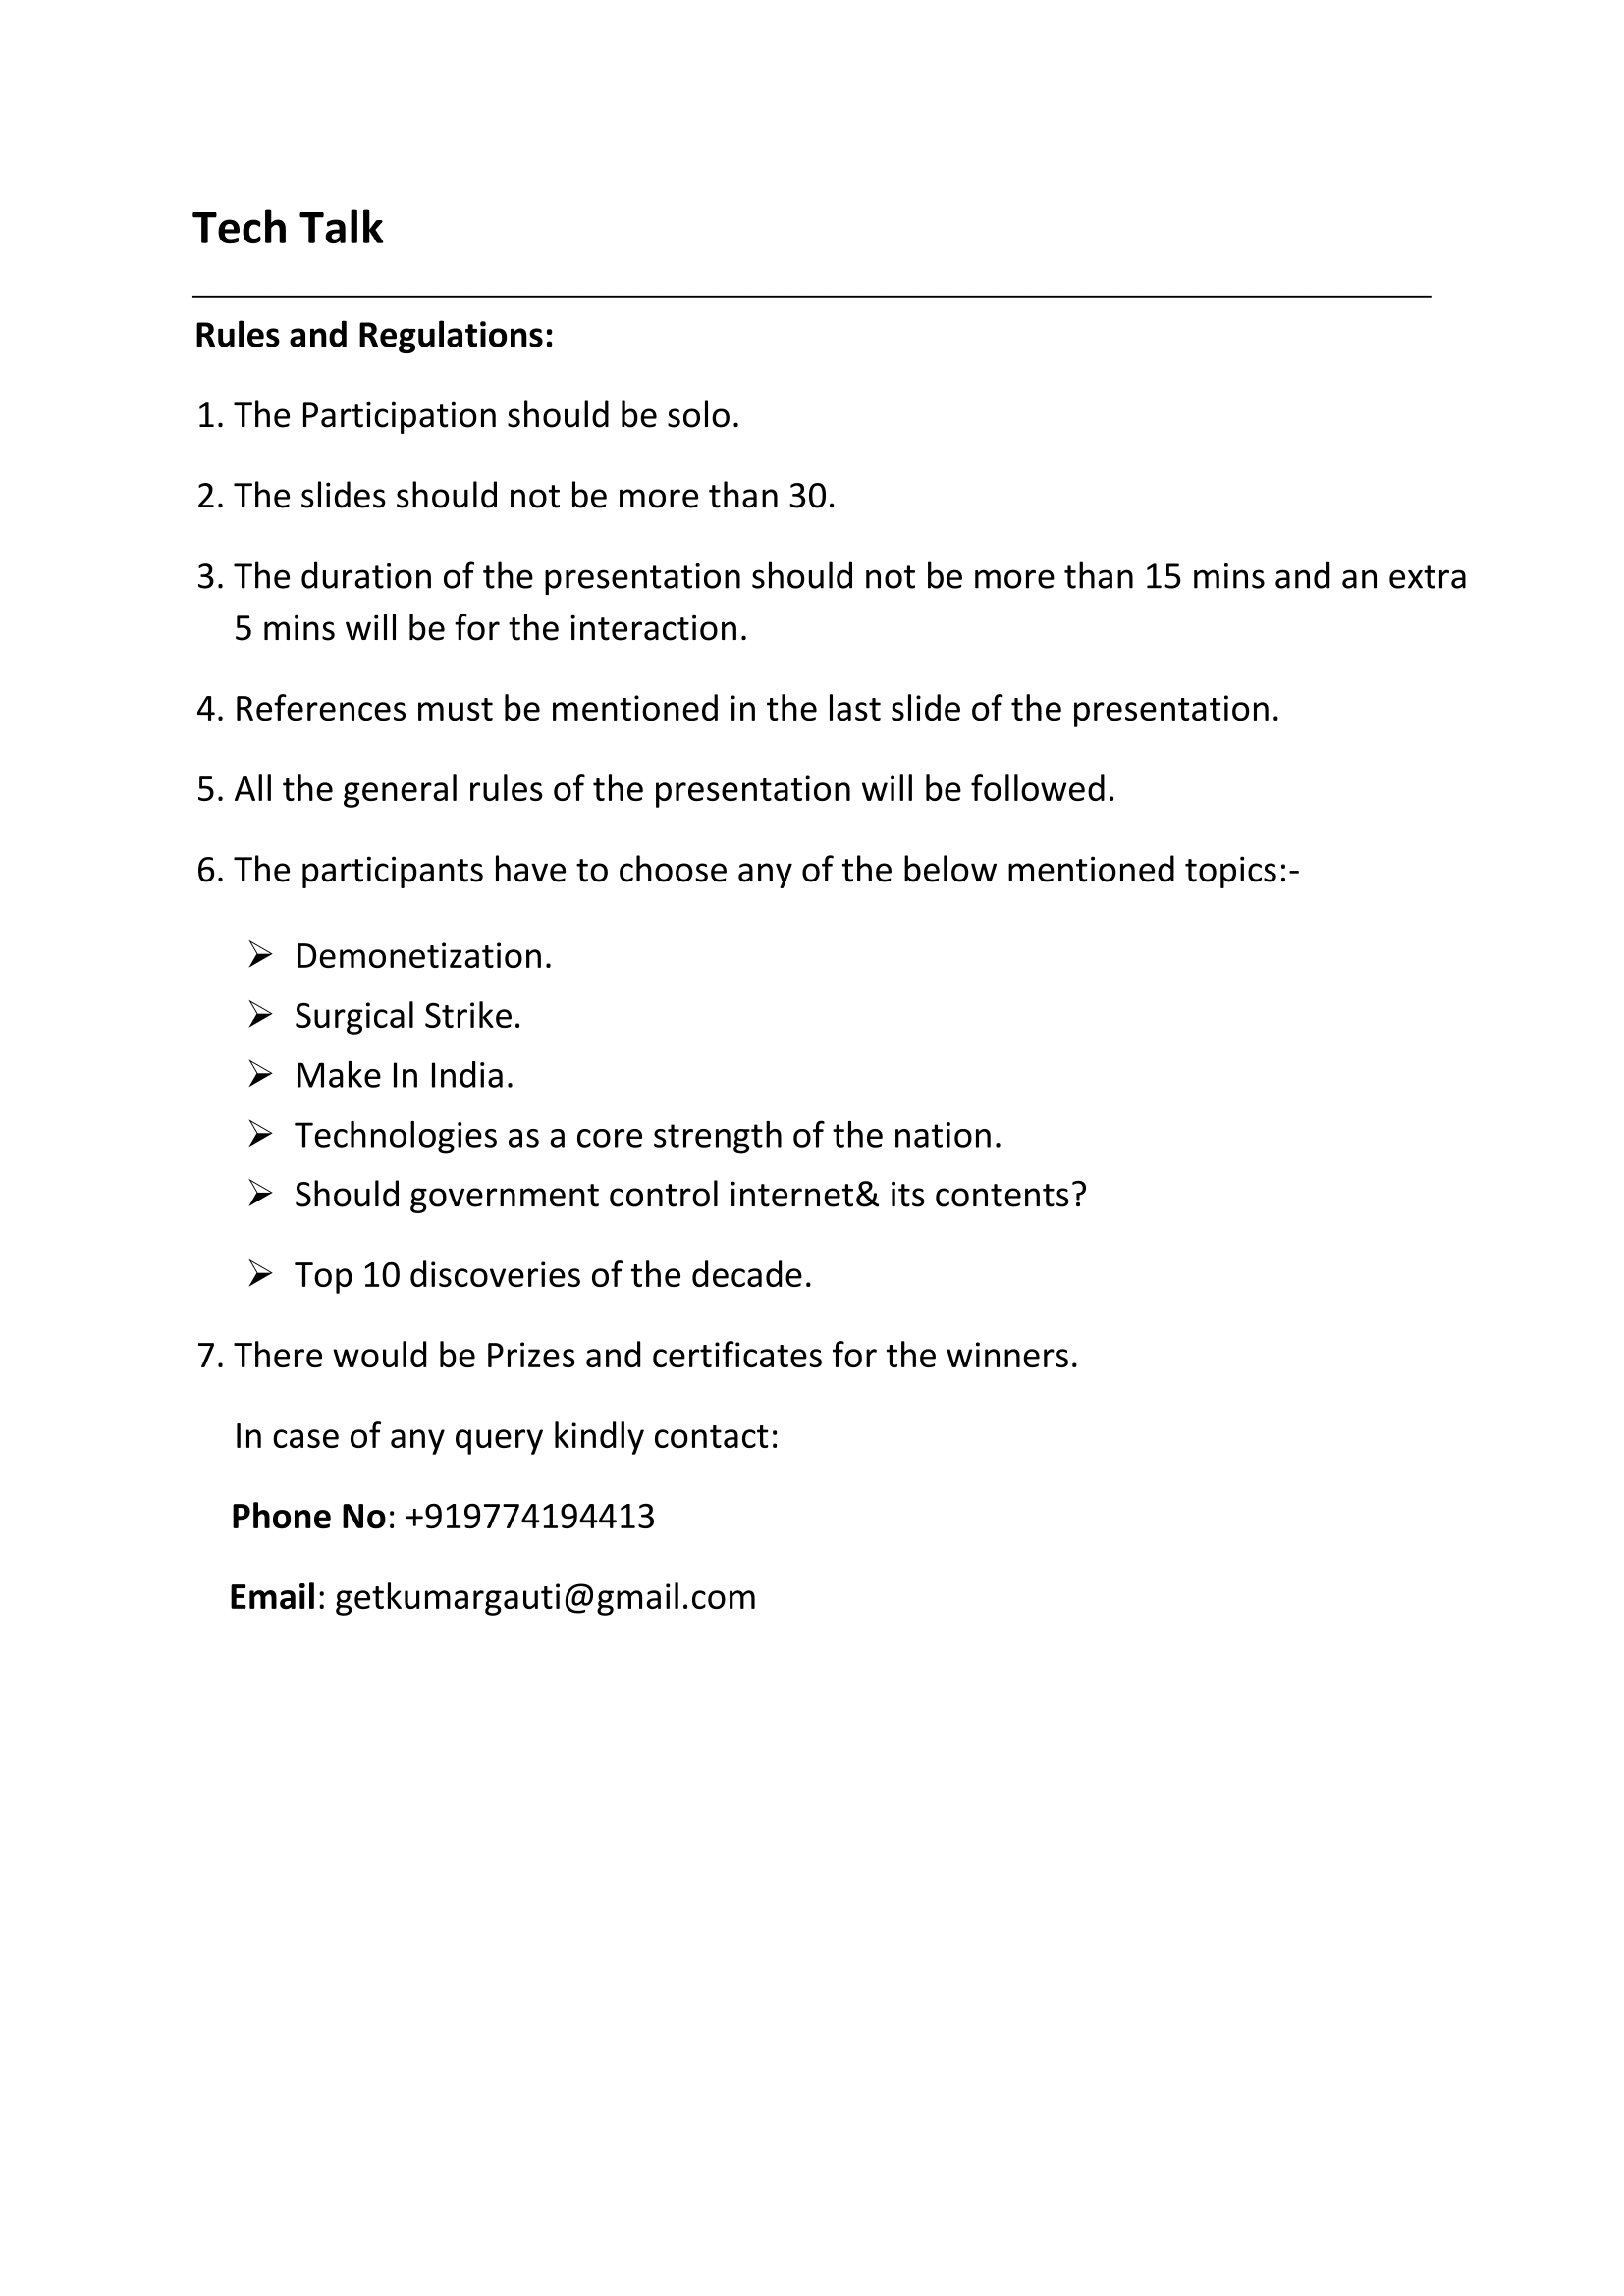 Tech Talk
Rules and Regulations:
1. The Participation should be solo.
2. The slides should not be more than 30.
3. The duration of the presentation should not be more than 15 mins and an extra
5 mins will be for the interaction.
4. References must be mentioned in the last slide of the presentation.
5. All the general rules of the presentation will be followed.
6. The participants have to choose any of the below mentioned topics:-
➢ Demonetization.
➢ Surgical Strike.
➢ Make In India.
➢ Technologies as a core strength of the nation.
➢ Should government control internet& its contents?
➢ Top 10 discoveries of the decade.
7. There would be Prizes and certificates for the winners.
In case of any query kindly contact:
Phone No: +919774194413
Email: getkumargauti@gmail.com